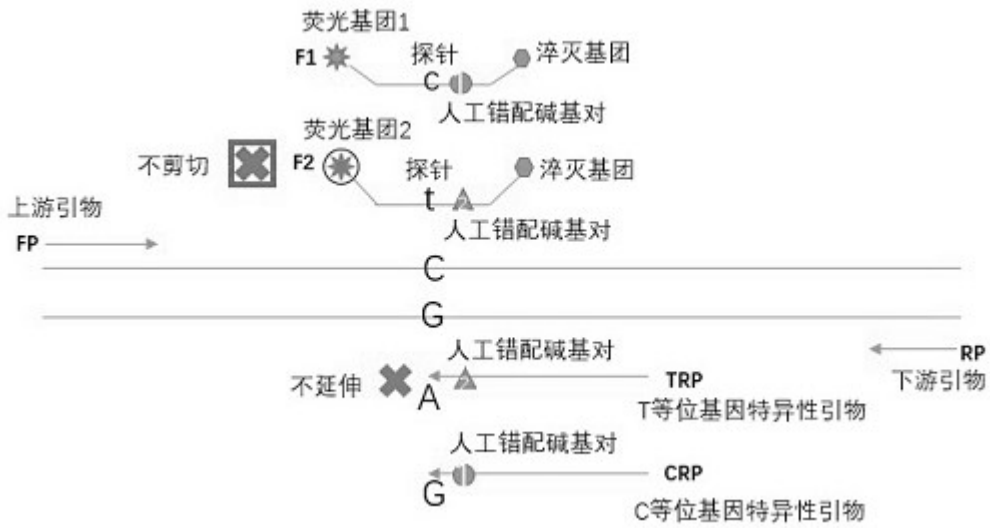 荧光基团1
F1 探针 淬灭基团
C
人工错配碱基对
荧光基团2
不剪切 F2 探针 淬灭基团
t 2
人工错配碱基对
上游引物
FP
C
G
人工错配碱基对
RP
不延伸 2 TRP 下游引物
A T等位基因特异性引物
人工错配碱基对
CRP
G C等位基因特异性引物